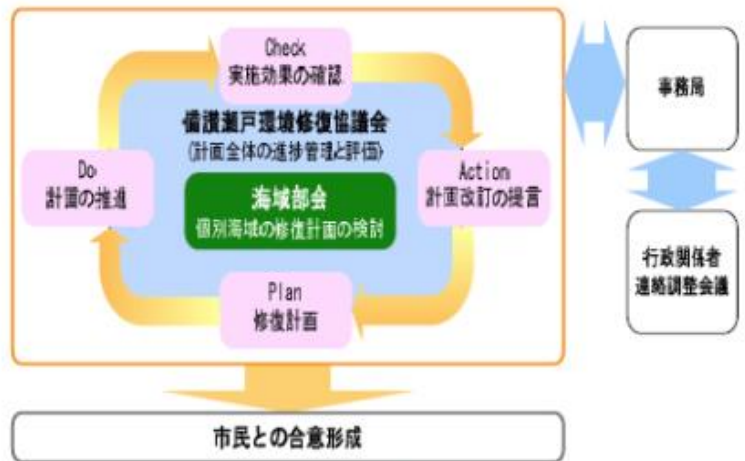 Check
実施効果の確認
備讃瀬戸環境修復協議会
(計画全体の進捗管理と評価)
Do
計画の推進
海域部会
個別海域の修復計画の検討
Action
計画改訂の提言
Plan
修復計画
事務局
行政関係者
連絡調整会議
市民との合意形成